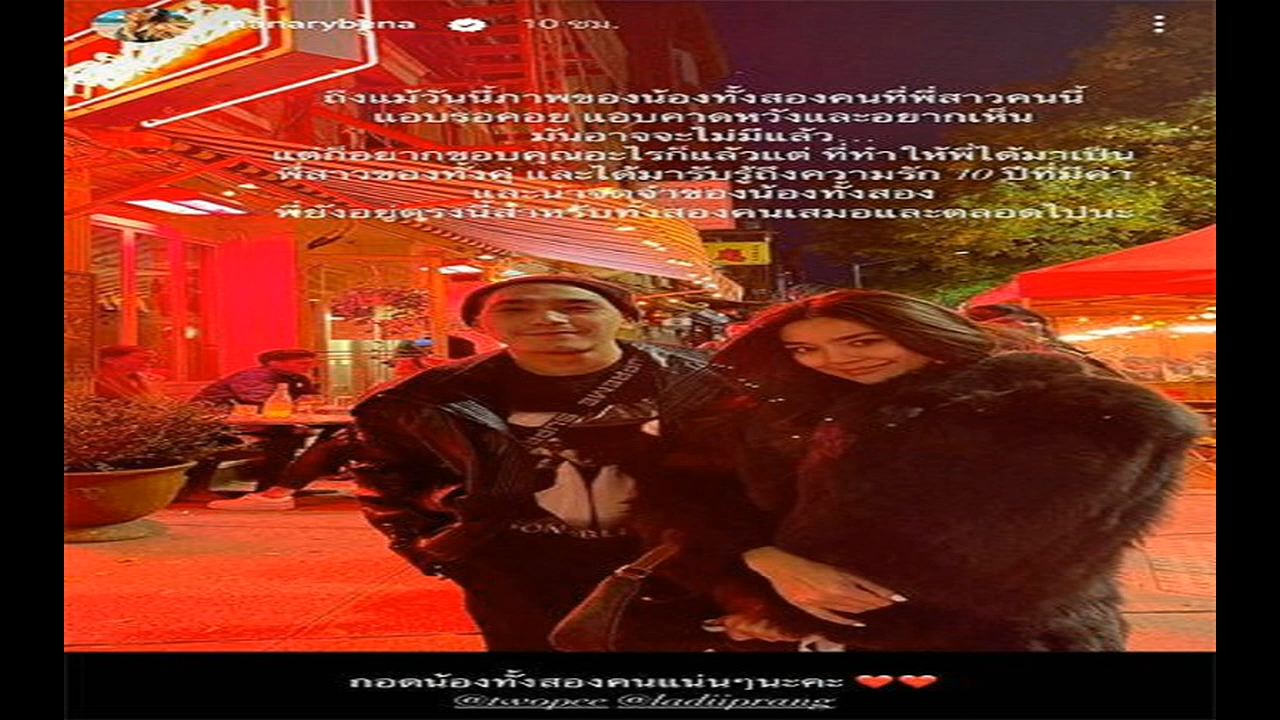 nanarybena 10 ชม.
ถึงแม้วันนี้ภาพของน้องทั้งสองคนที่พี่สาวคนนี้
แอบรอคอย แอบคาดหวังและอยากเห็น
มันอาจจะไม่มีแล้ว...
แต่ก็อยากขอบคุณอะไรก็แล้วแต่ ที่ทำให้พี่ได้มาเป็น
พี่สาวของทั้งคู่ และได้มารับรู้ถึงความรัก 10 ปีที่มีค่า
และน่าจดจำของน้องทั้งสอง
พี่ยังอยู่ตรงนี้สำหรับทั้งสองคนเสมอและตลอดไปนะ
กอดน้องทั้งสองคนแน่นๆนะคะ ❤️❤️
@twopee @ladiiprang